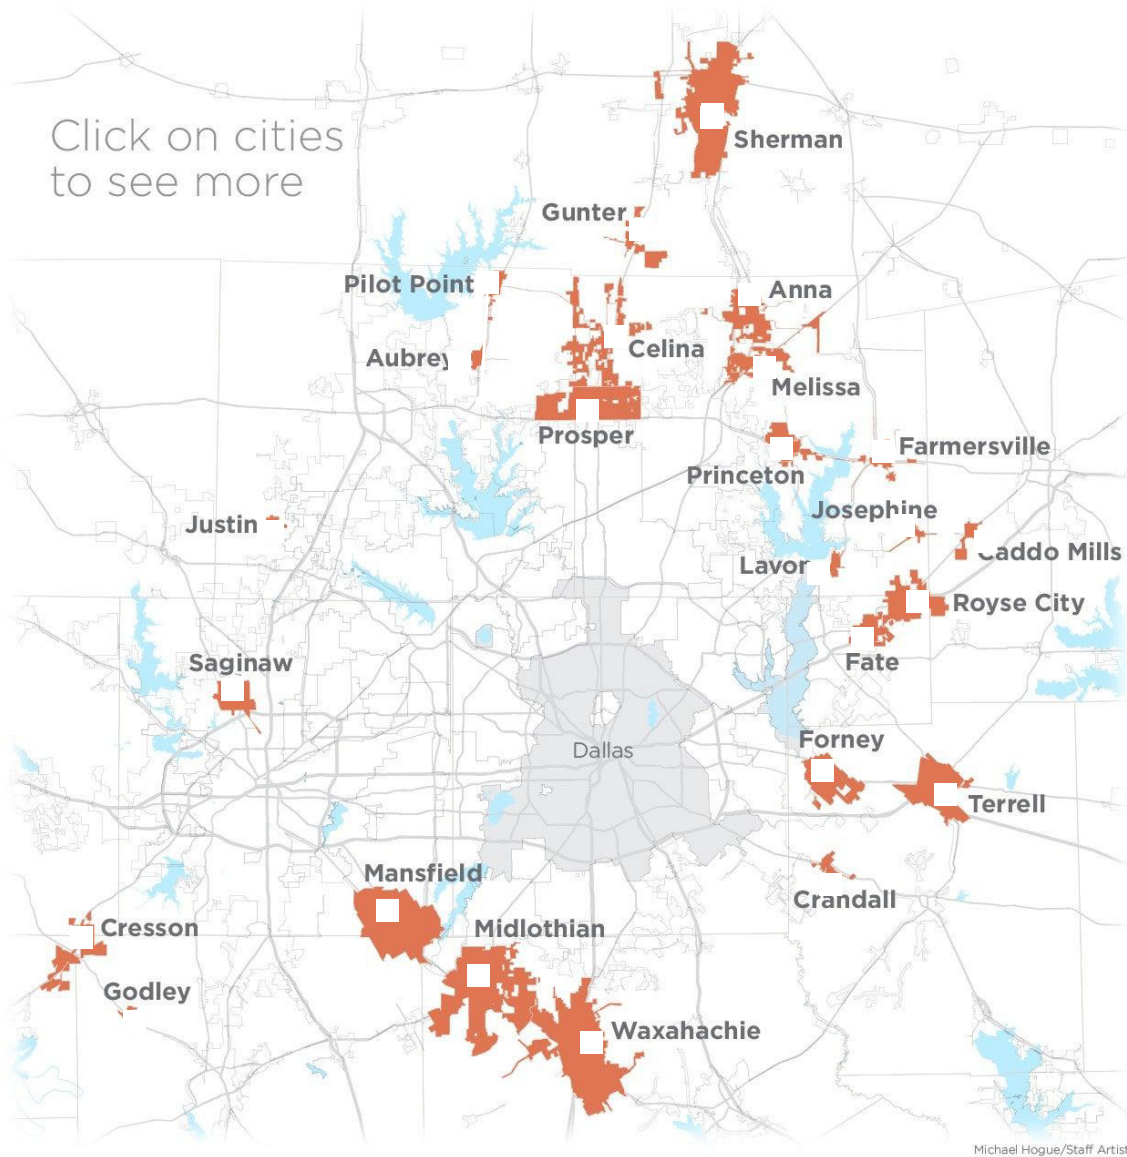 Click on cities
to see more
Sherman
Gunter
Pilot Point
Anna
Aubrey
Celina
Melissa
Prosper
Farmersville
Princeton
Josephine
Justin
Caddo Mills
Lavon
Royse City
Fate
Saginaw
Forney
Dallas
Terrell
Mansfield
Crandall
Cresson
Midlothian
Godley
Waxahachie
Michael Hogue/Staff Artist